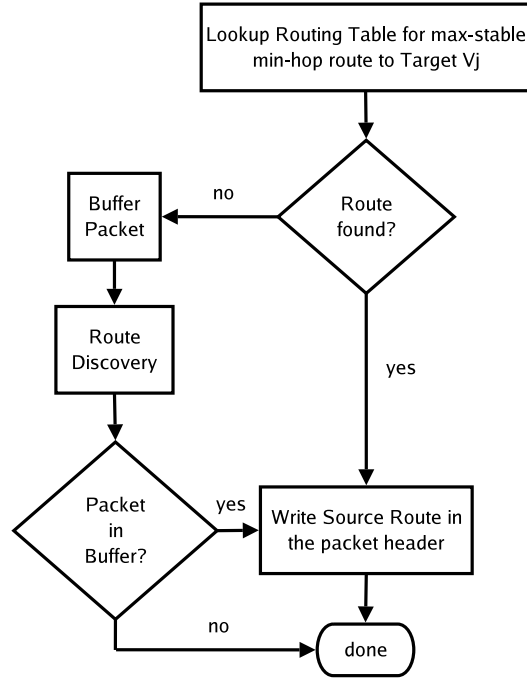 Lookup Routing Table for max-stable
min-hop route to Target Vj
Route
found?
no
Buffer
Packet
Route
Discovery
yes
Packet
in
Buffer?
yes
Write Source Route in
the packet header
no
done